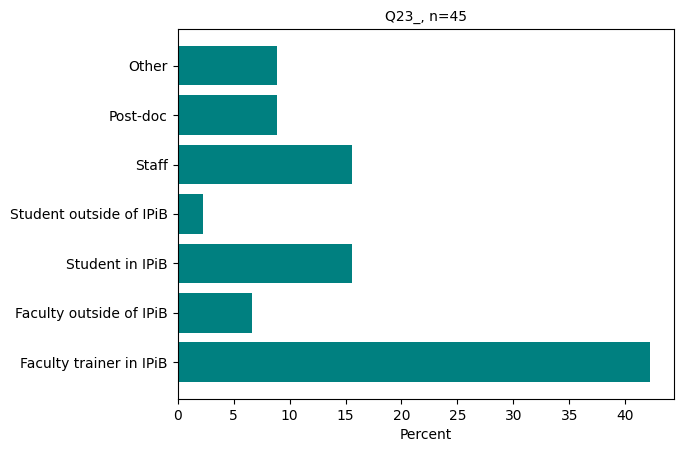 Q23_, n=45
Other
Post-doc
Staff
Student outside of IPiB
Student in IPiB
Faculty outside of IPiB
Faculty trainer in IPiB
0 5 10 15 20 25 30 35 40
Percent